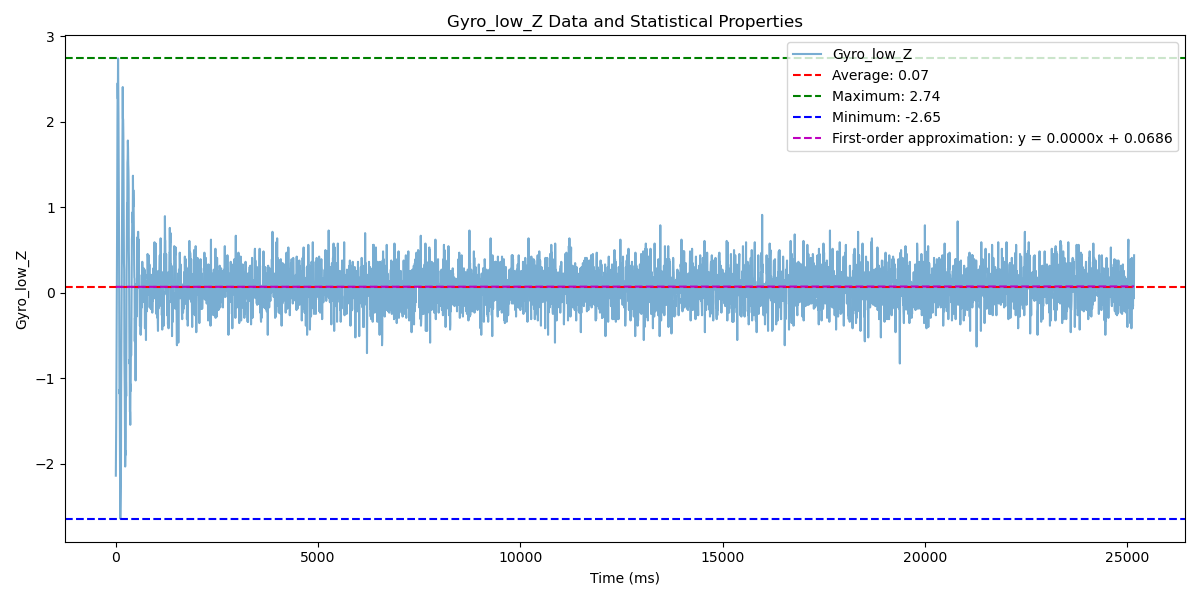 Gyro_low_Z Data and Statistical Properties
Gyro_low_Z
Average: 0.07
Maximum: 2.74
Minimum: -2.65
First-order approximation: y = 0.0000x + 0.0686
3
2
1
0
−1
−2
Gyro_low_Z
0 5000 10000 15000 20000 25000
Time (ms)